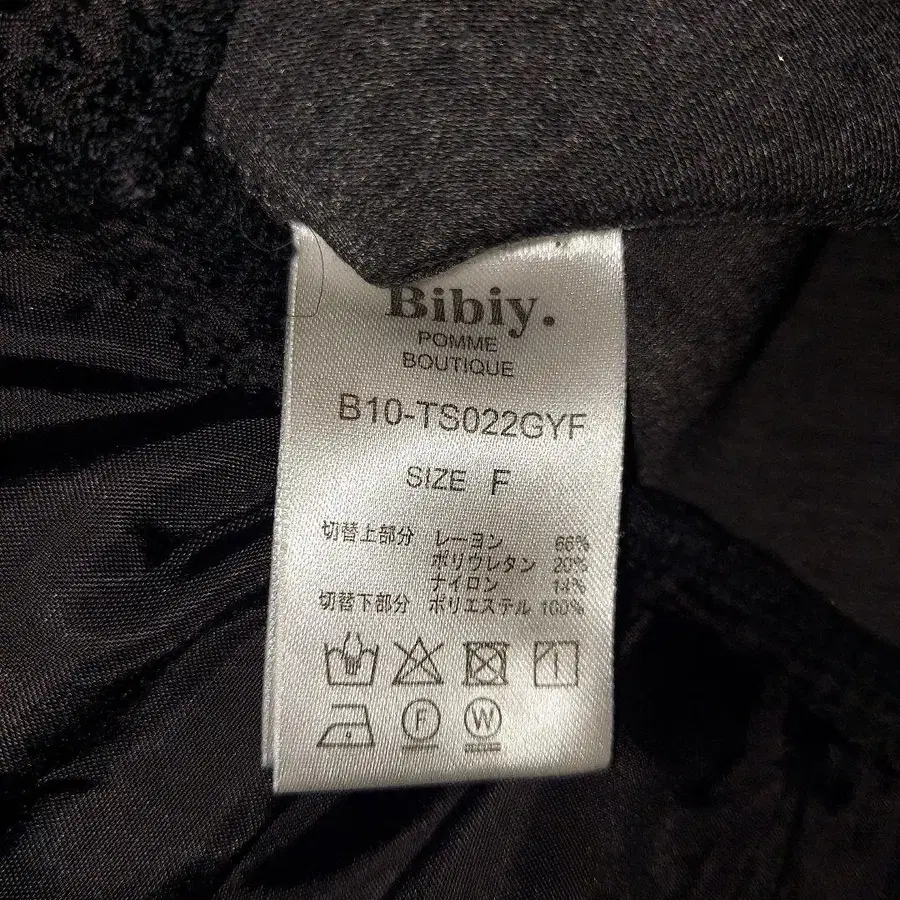 Bibiy.
POMME
BOUTIQUE
B10-TS022GYF
SIZE F
切替上部分 レーヨン 66%
ポリウレタン 20%
ナイロン 14%
切替下部分 ポリエステル 100%
F W